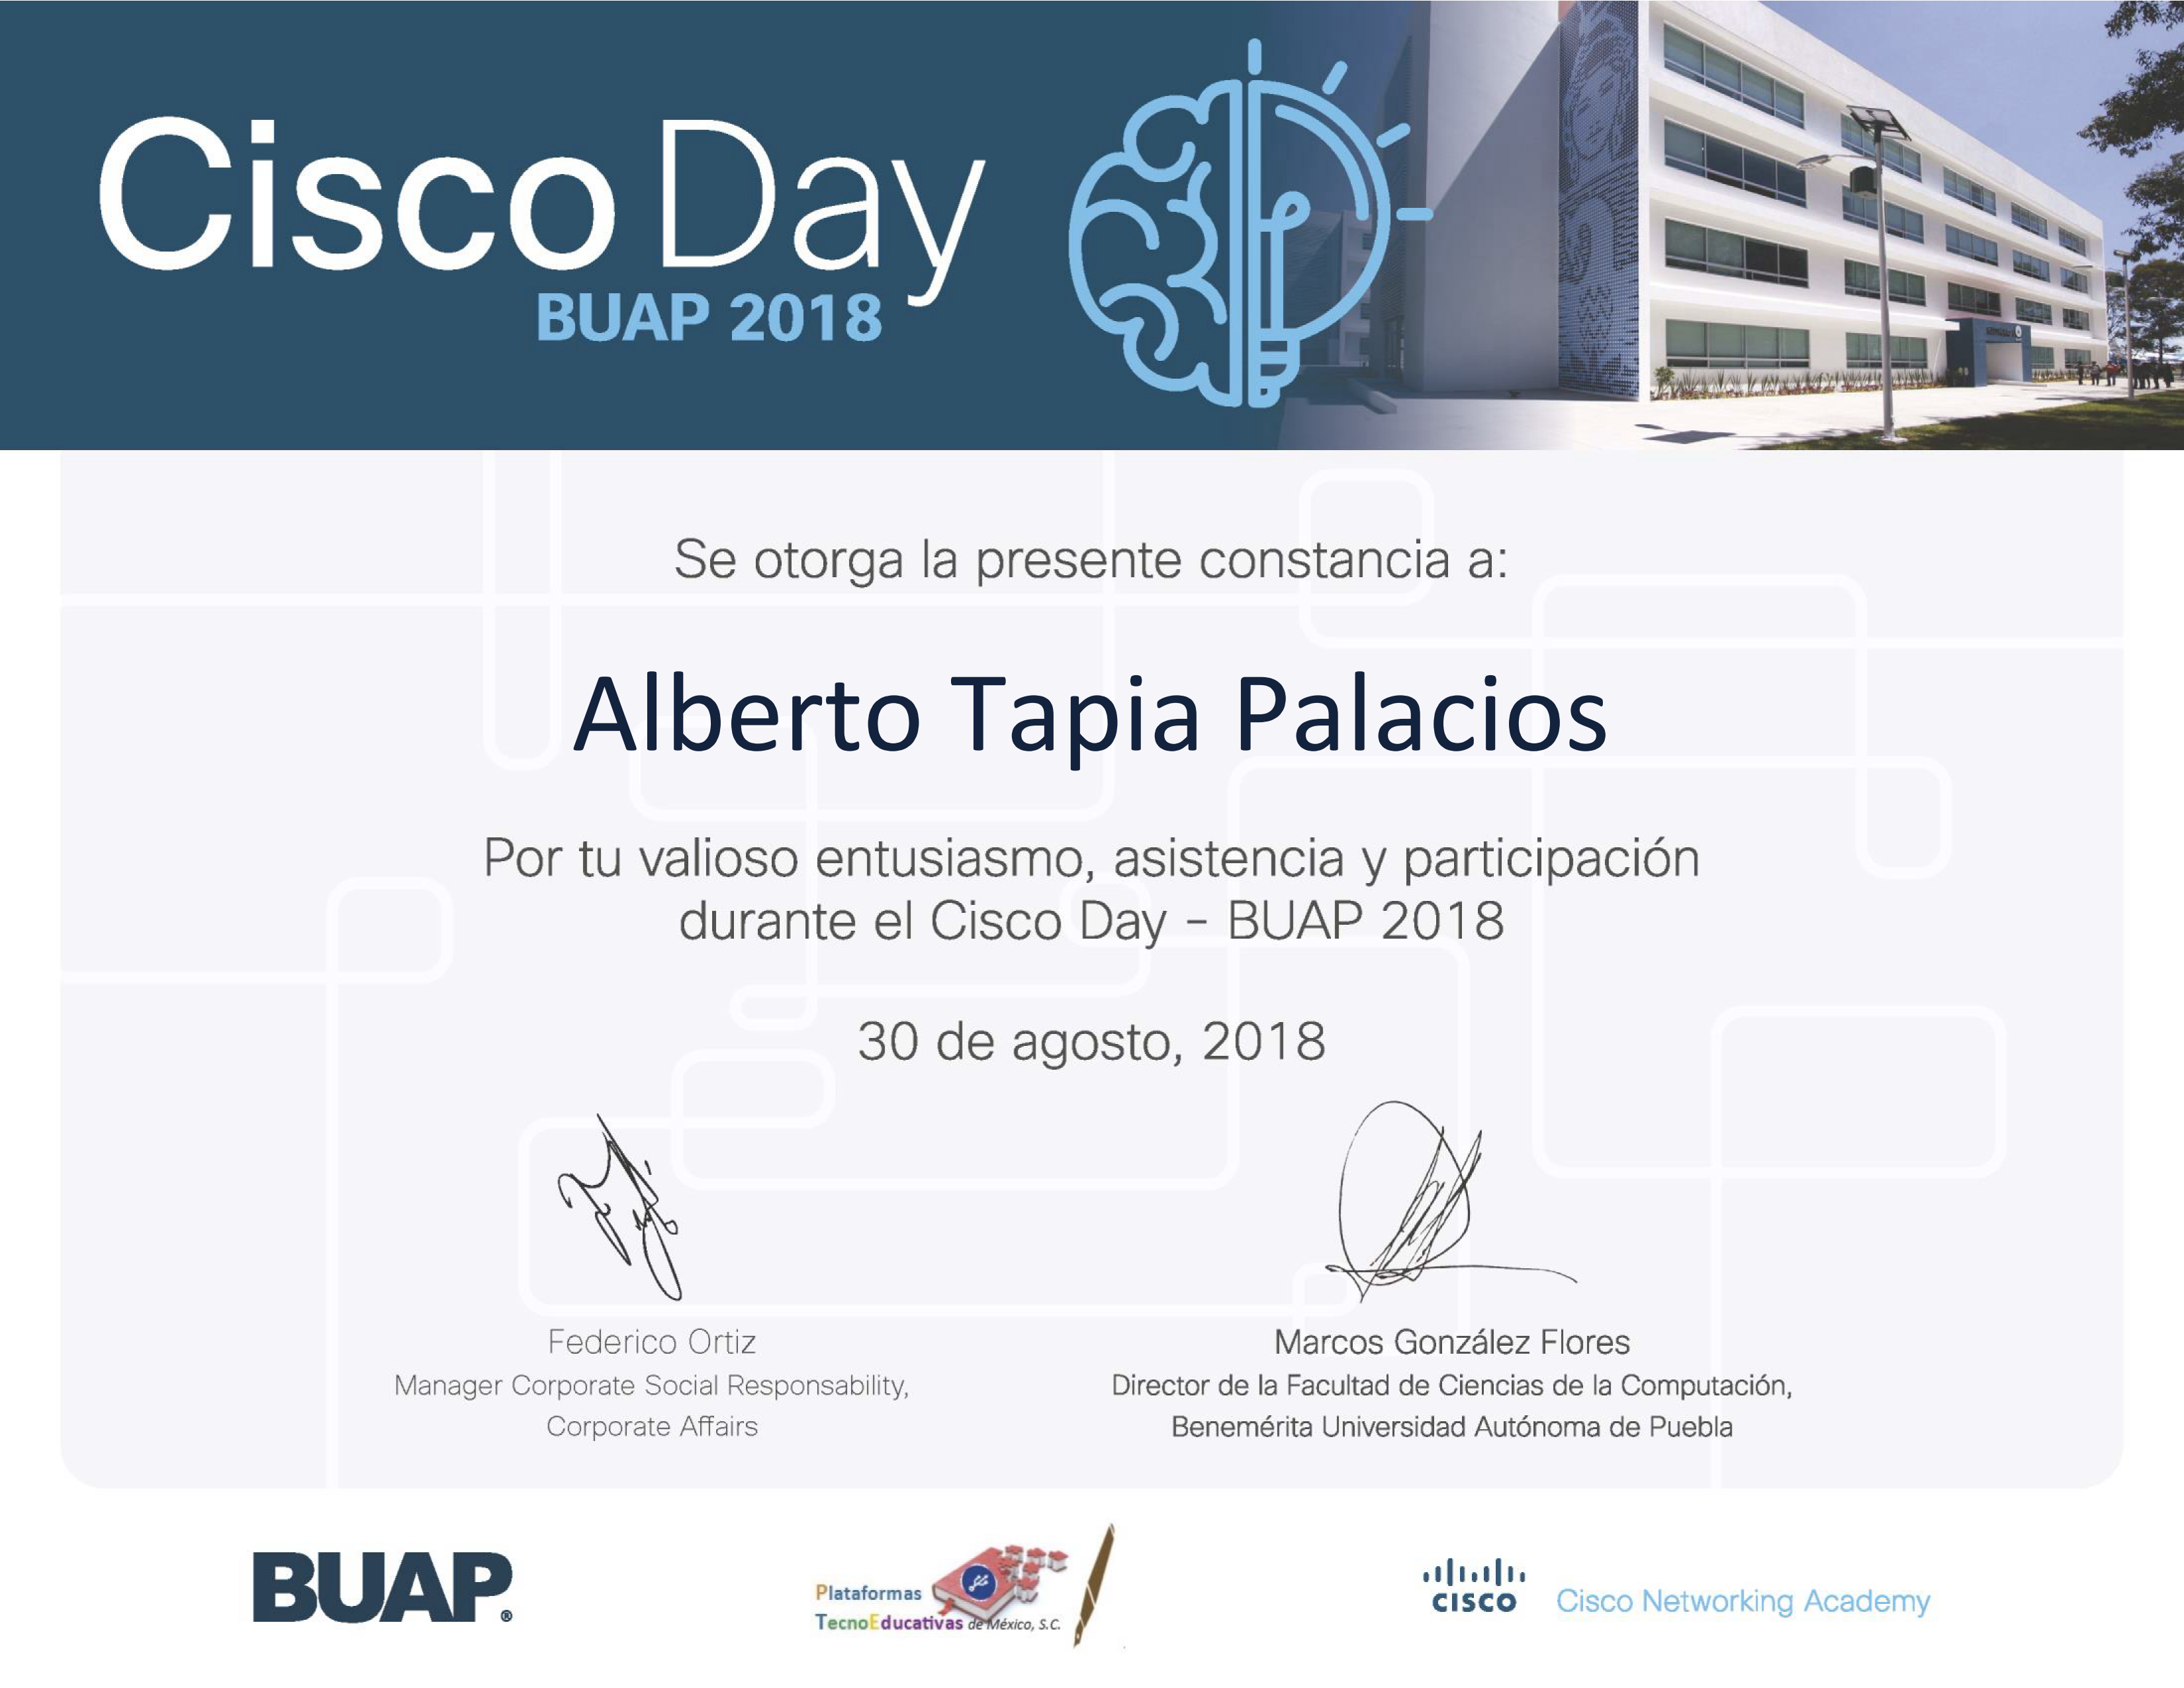 Cisco Day
BUAP 2018
Se otorga la presente constancia a:
Alberto Tapia Palacios
Por tu valioso entusiasmo, asistencia y participación
durante el Cisco Day - BUAP 2018
30 de agosto, 2018
Federico Ortiz
Manager Corporate Social Responsability,
Corporate Affairs
Marcos González Flores
Director de la Facultad de Ciencias de la Computación,
Benemérita Universidad Autónoma de Puebla
BUAP®
Plataformas
TecnoEducativas de México, S.C.
CISCO
Cisco Networking Academy